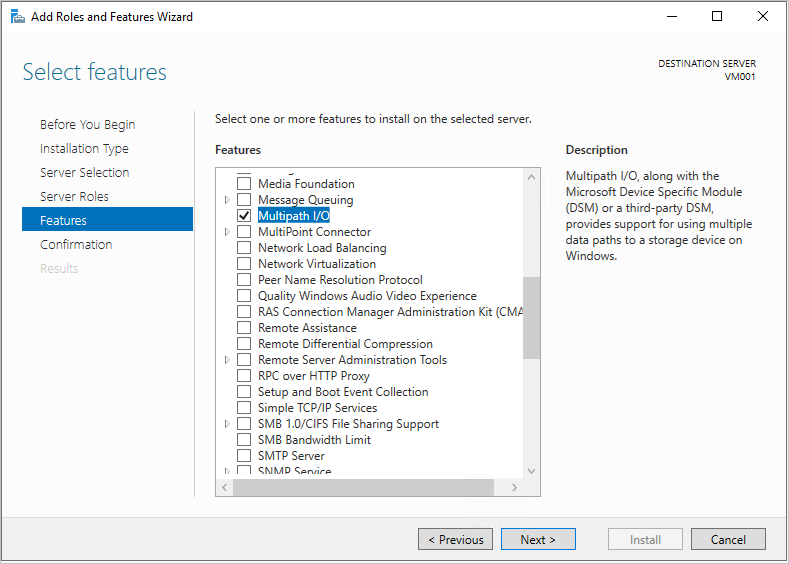 Add Roles and Features Wizard
Select features
DESTINATION SERVER
VM001
Before You Begin
Installation Type
Server Selection
Server Roles
Features
Confirmation
Results
Select one or more features to install on the selected server.
Features
Media Foundation
Message Queuing
Multipath I/O
MultiPoint Connector
Network Load Balancing
Network Virtualization
Peer Name Resolution Protocol
Quality Windows Audio Video Experience
RAS Connection Manager Administration Kit (CMA
Remote Assistance
Remote Differential Compression
Remote Server Administration Tools
RPC over HTTP Proxy
Setup and Boot Event Collection
Simple TCP/IP Services
SMB 1.0/CIFS File Sharing Support
SMB Bandwidth Limit
SMTP Server
SNMP Service
Description
Multipath I/O, along with the
Microsoft Device Specific Module
(DSM) or a third-party DSM,
provides support for using multiple
data paths to a storage device on
Windows.
< Previous
Next >
Install
Cancel